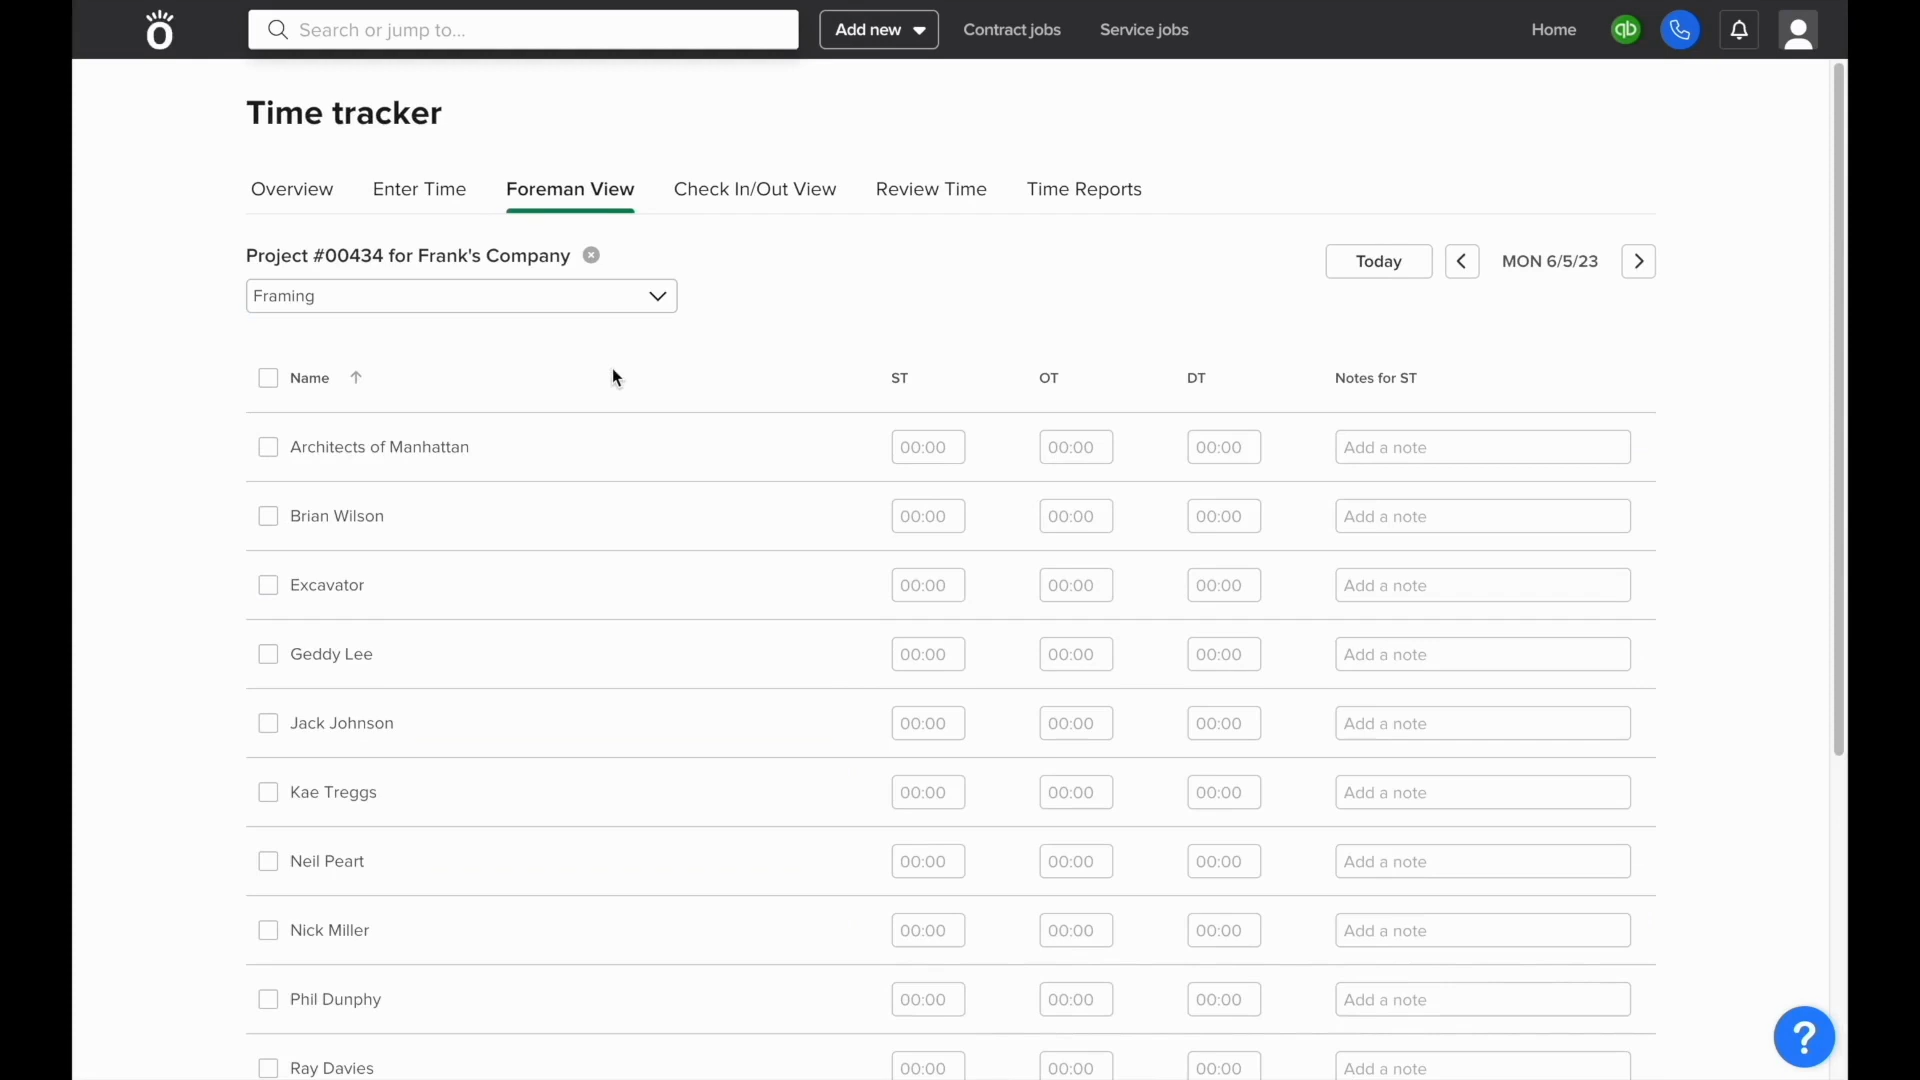 Search or jump to...
Add new
Contract jobs
Service jobs
Home
qb
Time tracker
Overview
Enter Time
Foreman View
Check In/Out View
Review Time
Time Reports
Project #00434 for Frank's Company
Today
MON 6/5/23
Framing
Name ST OT DT Notes for ST
Architects of Manhattan 00:00 00:00 00:00 Add a note
Brian Wilson 00:00 00:00 00:00 Add a note
Excavator 00:00 00:00 00:00 Add a note
Geddy Lee 00:00 00:00 00:00 Add a note
Jack Johnson 00:00 00:00 00:00 Add a note
Kae Treggs 00:00 00:00 00:00 Add a note
Neil Peart 00:00 00:00 00:00 Add a note
Nick Miller 00:00 00:00 00:00 Add a note
Phil Dunphy 00:00 00:00 00:00 Add a note
Ray Davies 00:00 00:00 00:00 Add a note
?